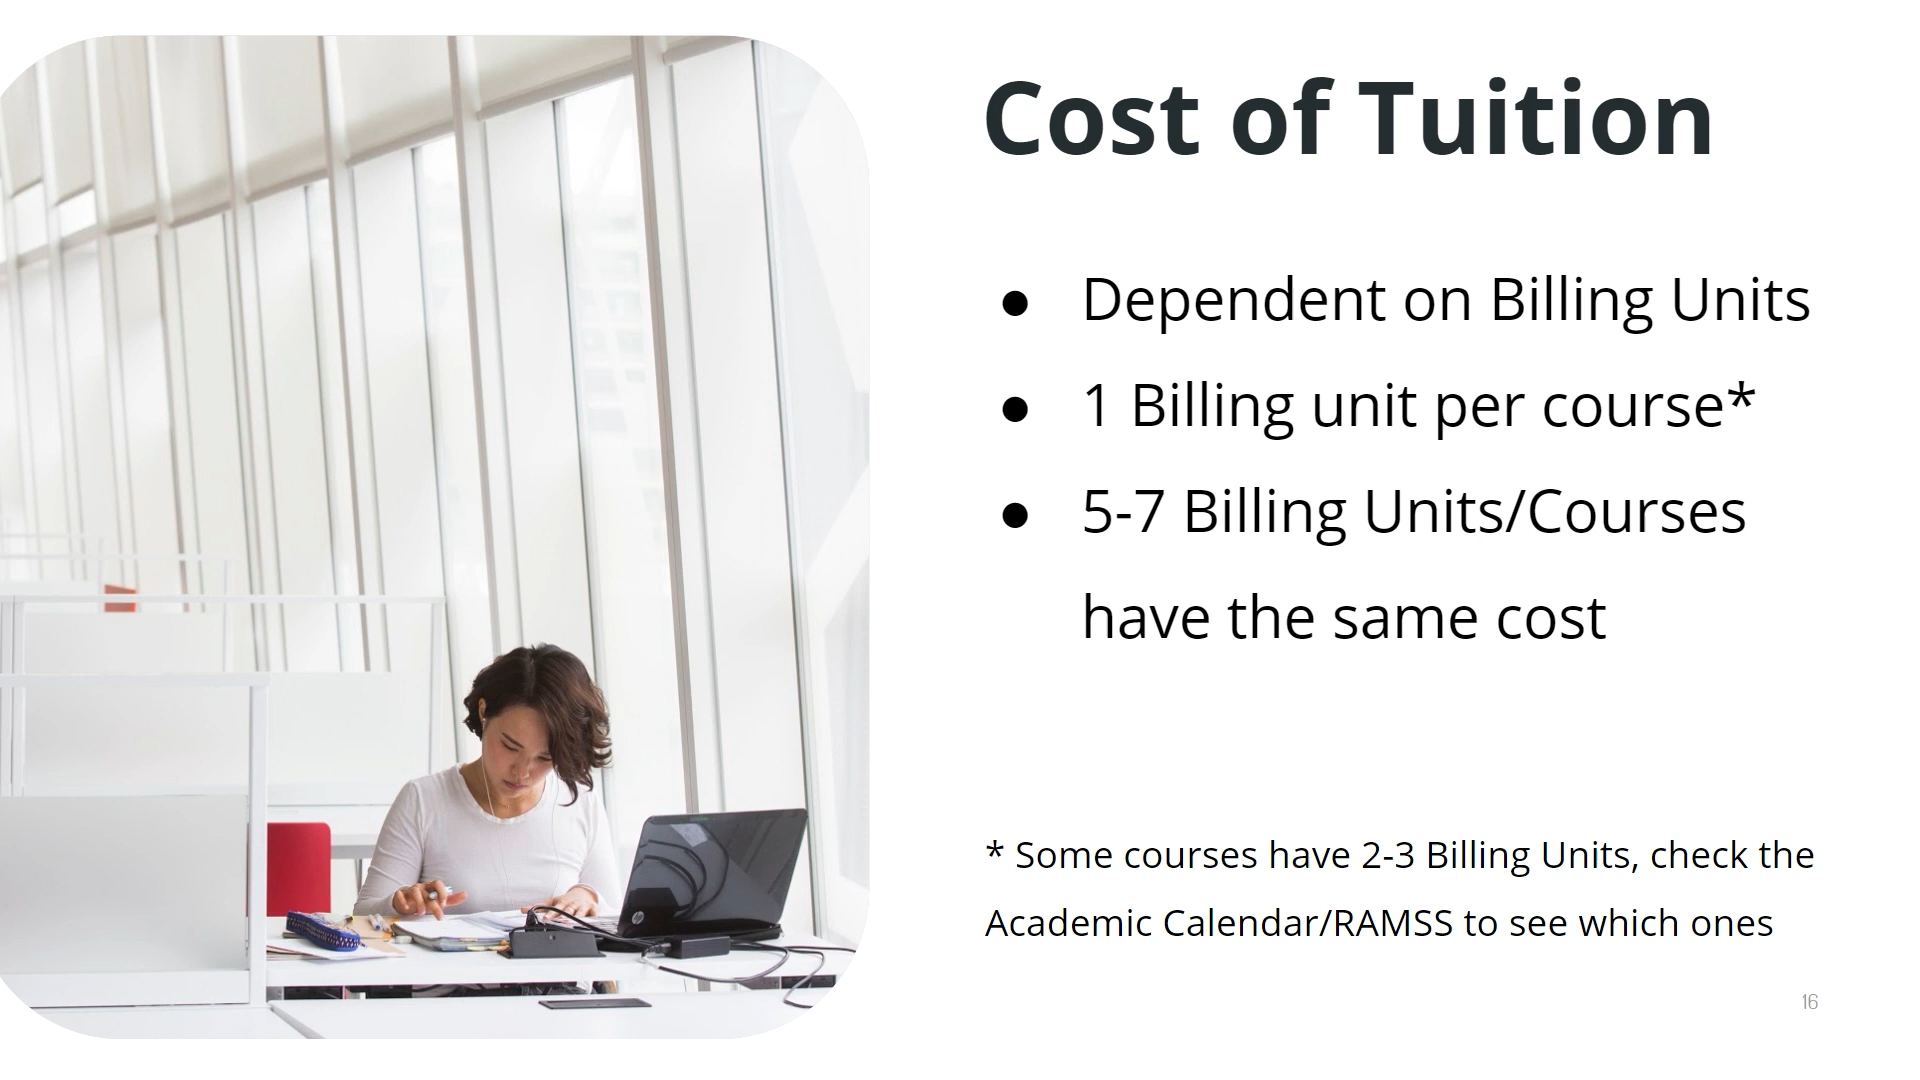 Cost of Tuition
● Dependent on Billing Units
● 1 Billing unit per course*
● 5-7 Billing Units/Courses
have the same cost
* Some courses have 2-3 Billing Units, check the
Academic Calendar/RAMSS to see which ones
16